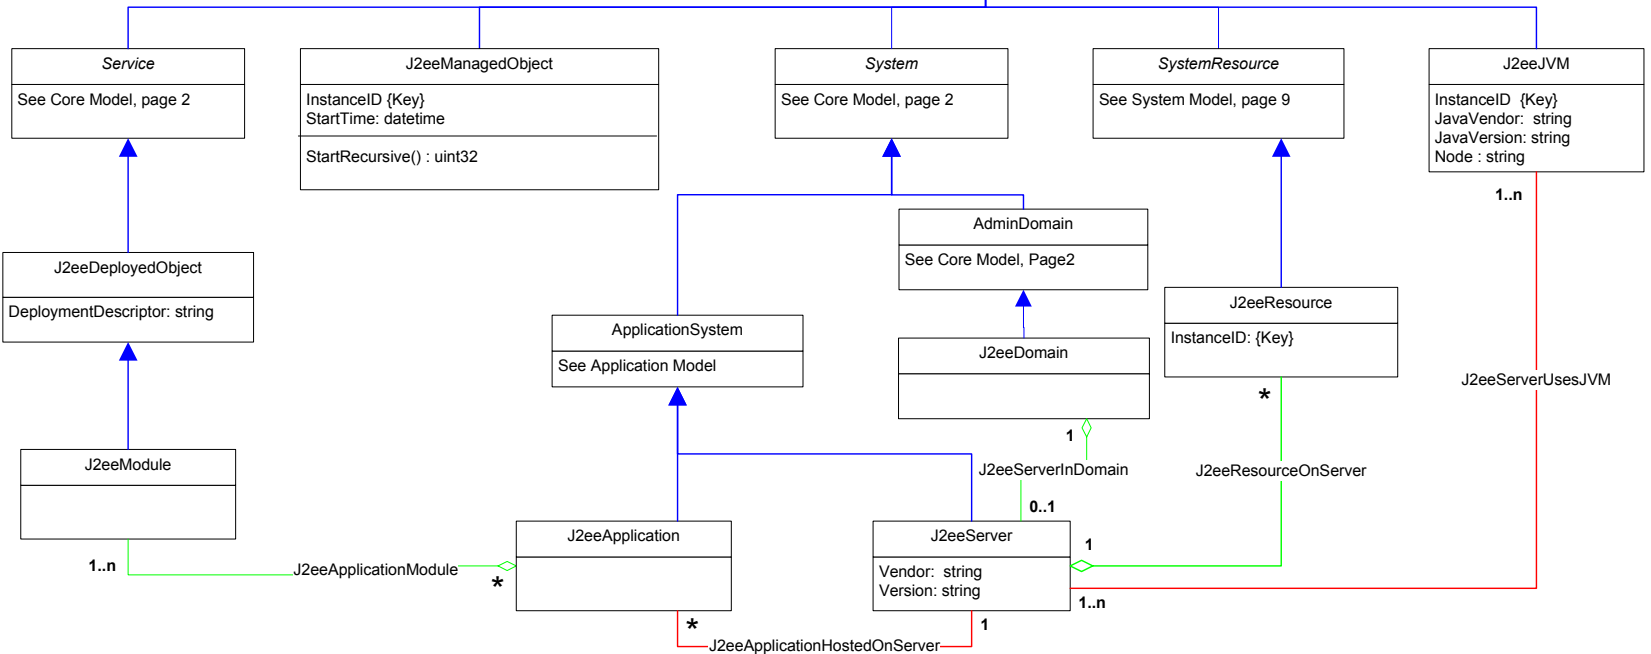 Service
See Core Model, page 2
J2eeManagedObject
InstanceID {Key}
StartTime: datetime
StartRecursive() : uint32
System
See Core Model, page 2
SystemResource
See System Model, page 9
J2eeJVM
InstanceID  {Key}
JavaVendor:  string
JavaVersion: string
Node : string
1..n
AdminDomain
See Core Model, Page2
J2eeDeployedObject
DeploymentDescriptor: string
J2eeResource
InstanceID: {Key}
ApplicationSystem
See Application Model
J2eeDomain
J2eeServerUsesJVM
*
1
J2eeModule
J2eeServerInDomain
J2eeResourceOnServer
0..1
J2eeApplication
J2eeServer
Vendor:  string
Version: string
1
1..n
J2eeApplicationModule
*
1..n
*
1
J2eeApplicationHostedOnServer